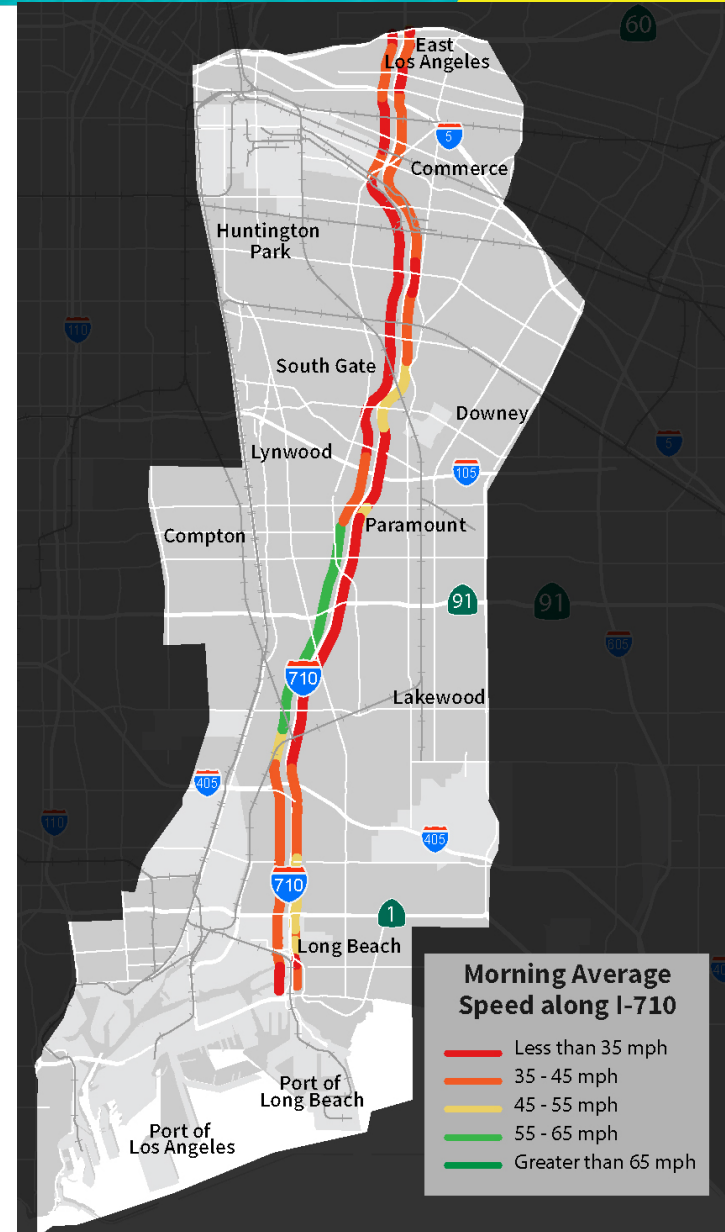 60
East
Los Angeles
5
Commerce
Huntington
Park
110
South Gate
Downey
5
Lynwood
105
Compton
Paramount
91
91
605
710
Lakewood
405
110
405
710
1
Long Beach
Morning Average
Speed along I-710
Less than 35 mph
35 - 45 mph
45 - 55 mph
55 - 65 mph
Greater than 65 mph
Port of
Long Beach
Port of
Los Angeles